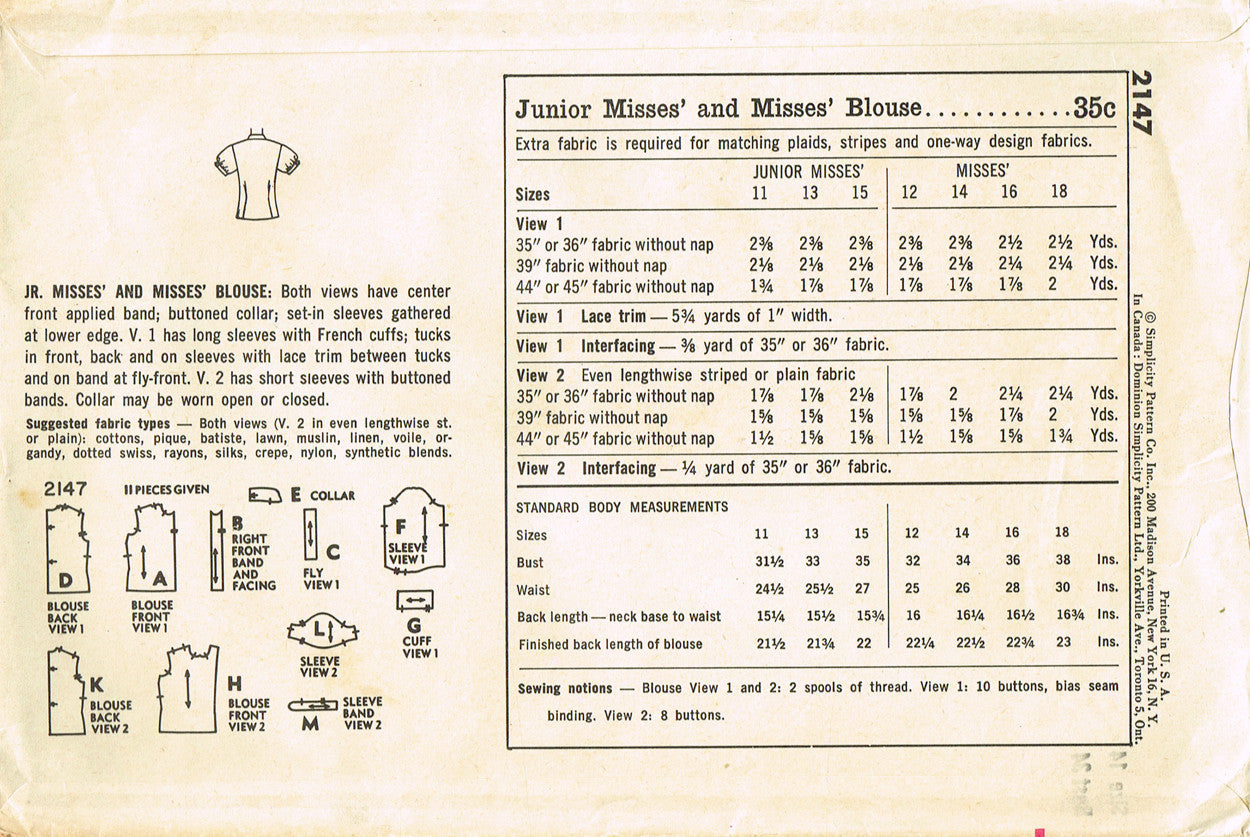 JR. MISSES' AND MISSES' BLOUSE: Both views have center
front applied band; buttoned collar; set-in sleeves gathered
at lower edge. V. 1 has long sleeves with French cuffs; tucks
in front, back and on sleeves with lace trim between tucks
and on band at fly-front. V. 2 has short sleeves with buttoned
bands. Collar may be worn open or closed.
Suggested fabric types — Both views (V. 2 in even lengthwise st.
or plain): cottons, pique, batiste, lawn, muslin, linen, voile, or-
gandy, dotted swiss, rayons, silks, crepe, nylon, synthetic blends.
2147 11 PIECES GIVEN
E COLLAR
D
BLOUSE
BACK
VIEW 1
A
BLOUSE
FRONT
VIEW 1
B
RIGHT
FRONT
BAND
AND
FACING
C
FLY
VIEW 1
F
SLEEVE
VIEW 1
G
CUFF
VIEW 1
L
SLEEVE
VIEW 2
K
BLOUSE
BACK
VIEW 2
H
BLOUSE
FRONT
VIEW 2
M
SLEEVE
BAND
VIEW 2
Junior Misses' and Misses' Blouse.............35c
Extra fabric is required for matching plaids, stripes and one-way design fabrics.
JUNIOR MISSES' MISSES'
Sizes 11 13 15 12 14 16 18
View 1
35" or 36" fabric without nap 2⅜ 2⅜ 2⅜ 2⅜ 2⅜ 2½ 2½ Yds.
39" fabric without nap 2⅛ 2⅛ 2⅛ 2⅛ 2⅛ 2¼ 2¼ Yds.
44" or 45" fabric without nap 1¾ 1⅞ 1⅞ 1⅞ 1⅞ 1⅞ 2 Yds.
View 1 Lace trim — 5¾ yards of 1" width.
View 1 Interfacing — ⅜ yard of 35" or 36" fabric.
View 2 Even lengthwise striped or plain fabric
35" or 36" fabric without nap 1⅞ 1⅞ 2⅛ 1⅞ 2 2¼ 2¼ Yds.
39" fabric without nap 1⅝ 1⅝ 1⅝ 1⅝ 1⅝ 1⅞ 2 Yds.
44" or 45" fabric without nap 1½ 1⅝ 1⅝ 1½ 1⅝ 1⅝ 1¾ Yds.
View 2 Interfacing — ¼ yard of 35" or 36" fabric.
STANDARD BODY MEASUREMENTS
Sizes 11 13 15 12 14 16 18
Bust 31½ 33 35 32 34 36 38 Ins.
Waist 24½ 25½ 27 25 26 28 30 Ins.
Back length — neck base to waist 15¼ 15½ 15¾ 16 16¼ 16½ 16¾ Ins.
Finished back length of blouse 21½ 21¾ 22 22¼ 22½ 22¾ 23 Ins.
Sewing notions — Blouse View 1 and 2: 2 spools of thread. View 1: 10 buttons, bias seam
binding. View 2: 8 buttons.
2147
Printed in U. S. A.
© Simplicity Pattern Co. Inc., 200 Madison Avenue, New York 16, N. Y.
In Canada: Dominion Simplicity Pattern Ltd., Yorkville Ave., Toronto 5, Ont.